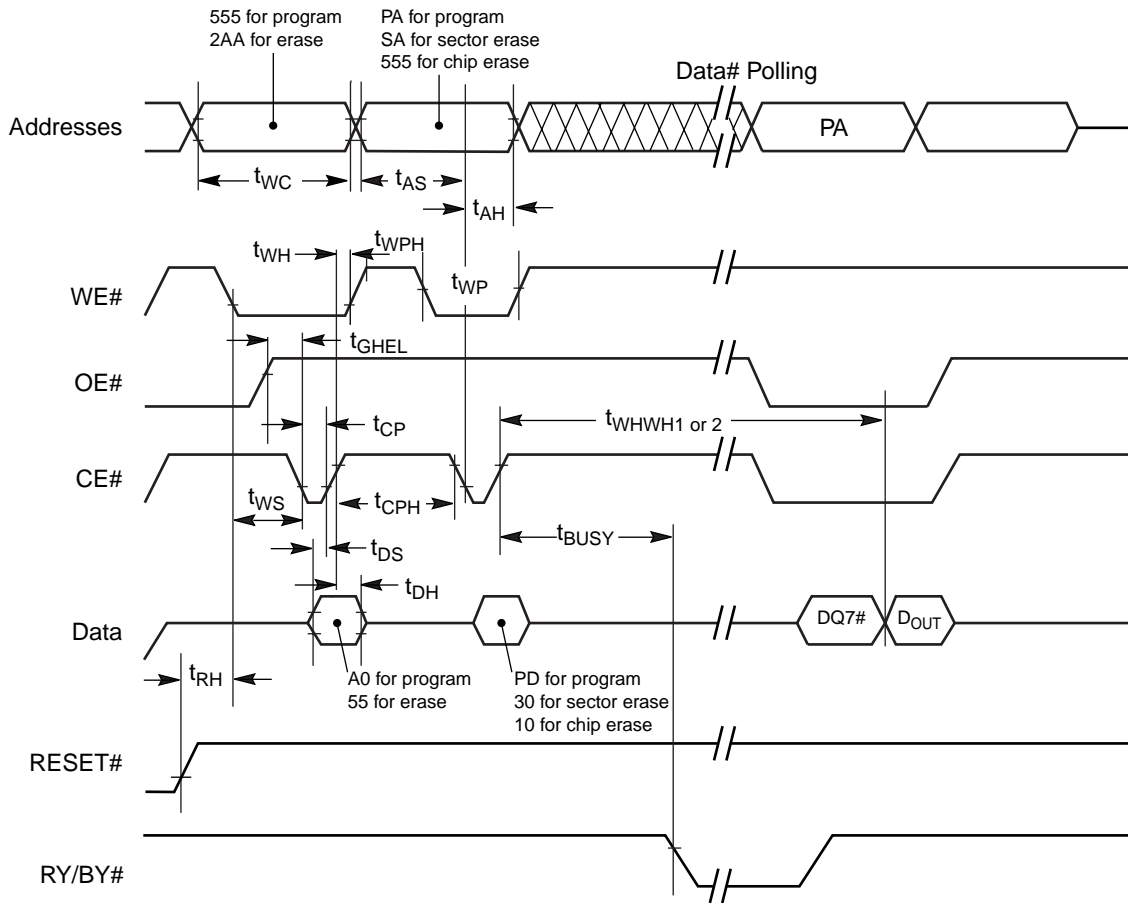 555 for program
2AA for erase
PA for program
SA for sector erase
555 for chip erase
Data# Polling
Addresses
PA
tWC
tAS
tAH
tWH
tWPH
tWP
WE#
tGHEL
OE#
tWHWH1 or 2
tCP
CE#
tWS
tCPH
tBUSY
tDS
tDH
Data
DQ7#
DOUT
tRH
A0 for program
55 for erase
PD for program
30 for sector erase
10 for chip erase
RESET#
RY/BY#